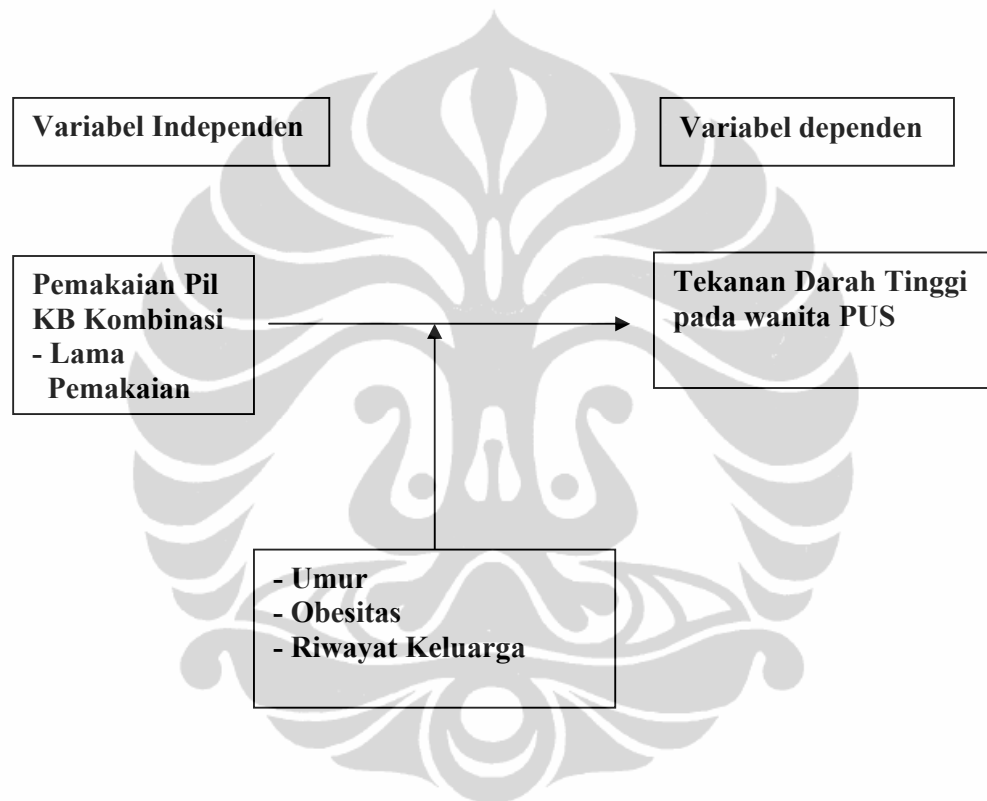 Variabel Independen
Variabel dependen
Pemakaian Pil
KB Kombinasi
- Lama
Pemakaian
Tekanan Darah Tinggi
pada wanita PUS
- Umur
- Obesitas
- Riwayat Keluarga